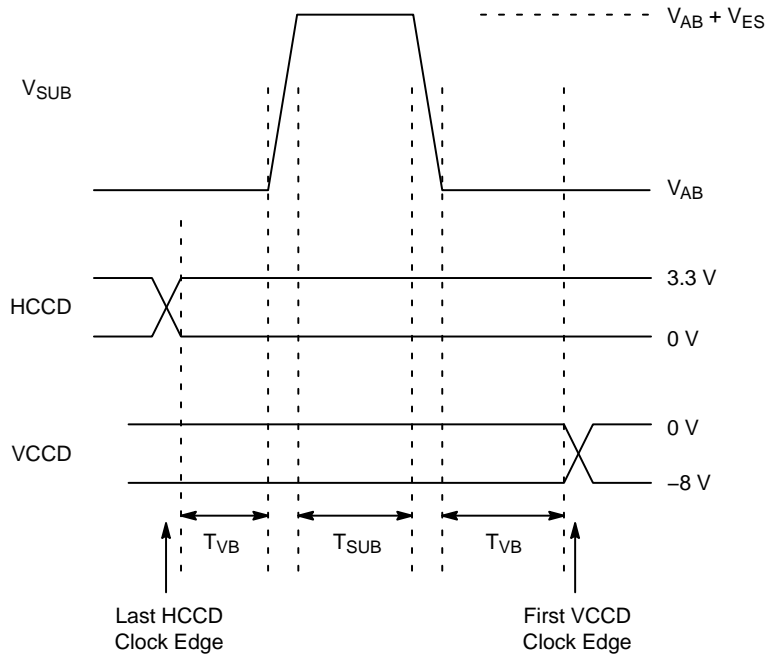 V_AB + V_ES
V_SUB
V_AB
3.3 V
HCCD
0 V
0 V
VCCD
–8 V
T_VB
T_SUB
T_VB
Last HCCD
Clock Edge
First VCCD
Clock Edge